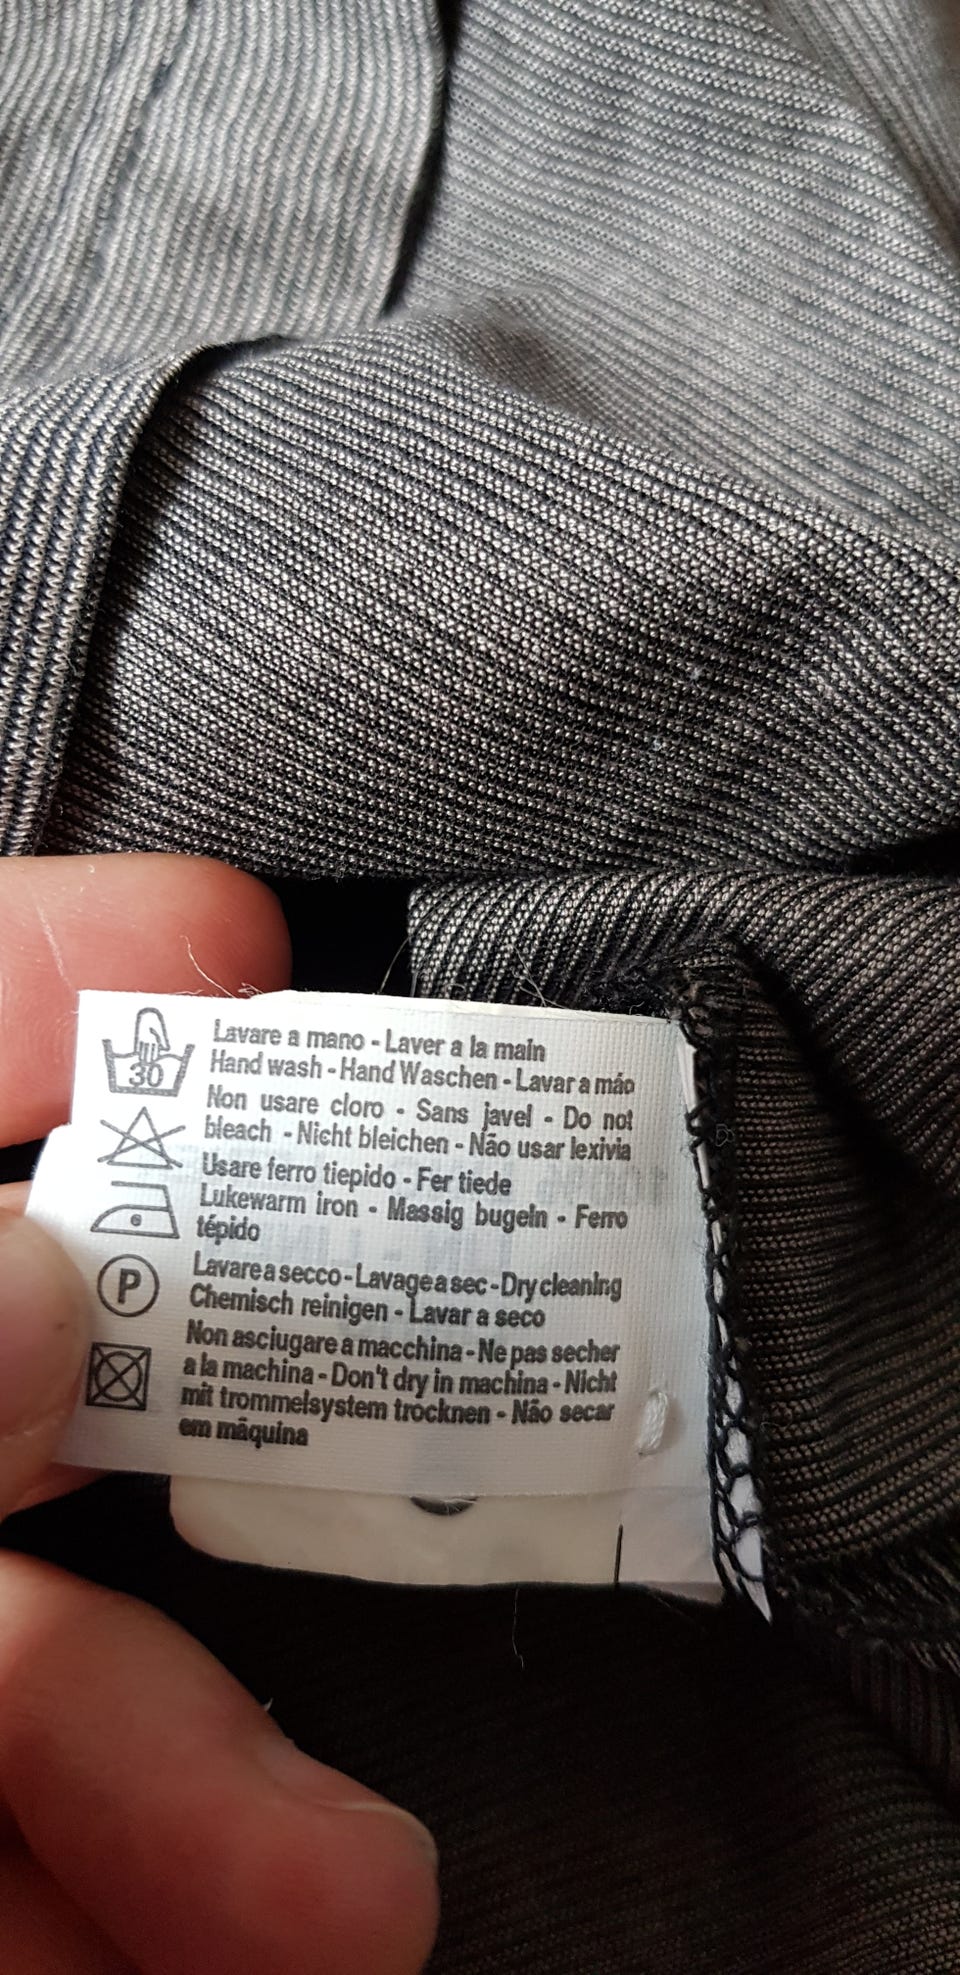 Lavare a mano - Laver a la main
30 Hand wash - Hand Waschen - Lavar a máo
Non usare cloro - Sans javel - Do not
bleach - Nicht bleichen - Não usar lexivia
Usare ferro tiepido - Fer tiede
Lukewarm iron - Massig bugeln - Ferro
tépido
P Lavare a secco - Lavage a sec - Dry cleaning
Chemisch reinigen - Lavar a seco
Non asciugare a macchina - Ne pas secher
a la machina - Don't dry in machina - Nicht
mit trommelsystem trocknen - Não secar
em mãquina